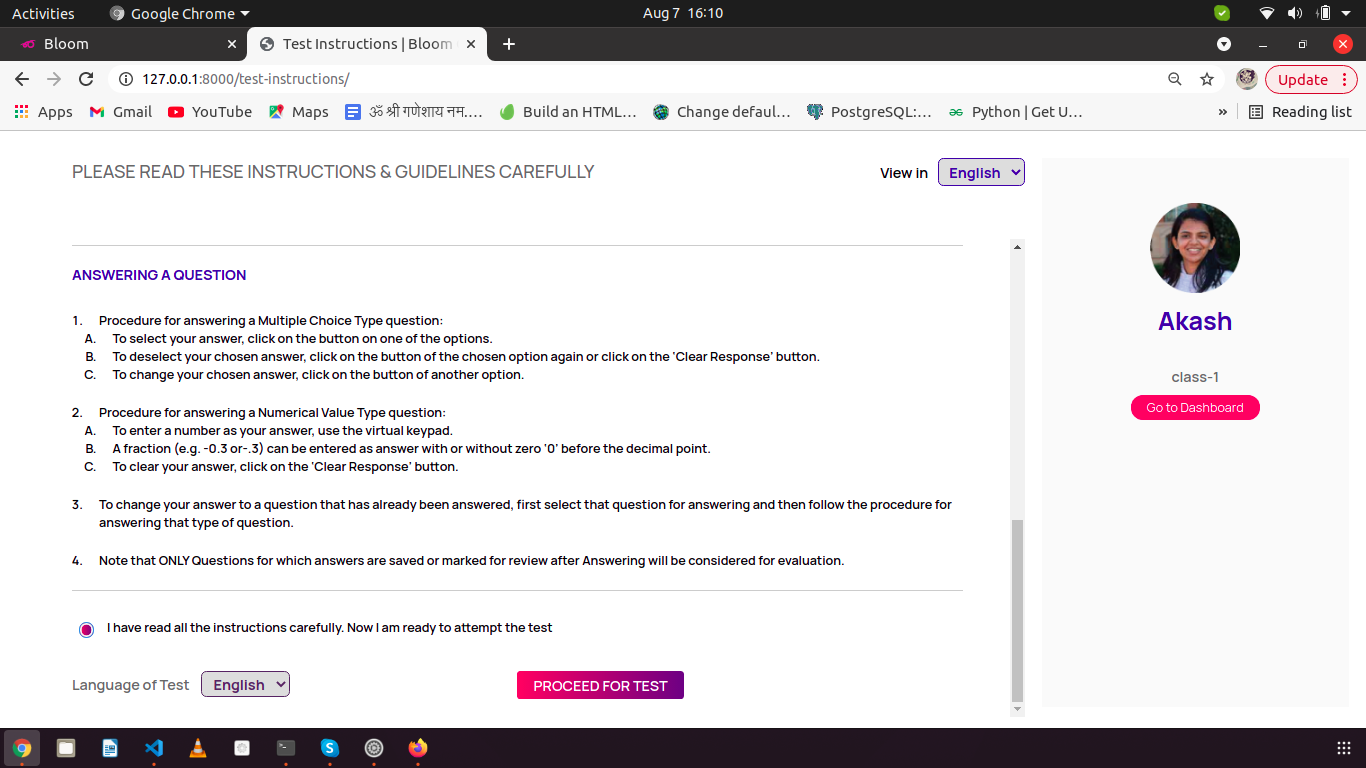 Activities
Google Chrome
Aug 7 16:10
Bloom
Test Instructions | Bloom
127.0.0.1:8000/test-instructions/
Update
Apps
Gmail
YouTube
Maps
ॐ श्री गणेशाय नम....
Build an HTML...
Change defaul...
PostgreSQL:...
Python | Get U...
»
Reading list
PLEASE READ THESE INSTRUCTIONS & GUIDELINES CAREFULLY
View in
English
ANSWERING A QUESTION
1. Procedure for answering a Multiple Choice Type question:
A. To select your answer, click on the button on one of the options.
B. To deselect your chosen answer, click on the button of the chosen option again or click on the 'Clear Response' button.
C. To change your chosen answer, click on the button of another option.
2. Procedure for answering a Numerical Value Type question:
A. To enter a number as your answer, use the virtual keypad.
B. A fraction (e.g. -0.3 or-.3) can be entered as answer with or without zero '0' before the decimal point.
C. To clear your answer, click on the 'Clear Response' button.
3. To change your answer to a question that has already been answered, first select that question for answering and then follow the procedure for
answering that type of question.
4. Note that ONLY Questions for which answers are saved or marked for review after Answering will be considered for evaluation.
I have read all the instructions carefully. Now I am ready to attempt the test
Language of Test
English
PROCEED FOR TEST
Akash
class-1
Go to Dashboard